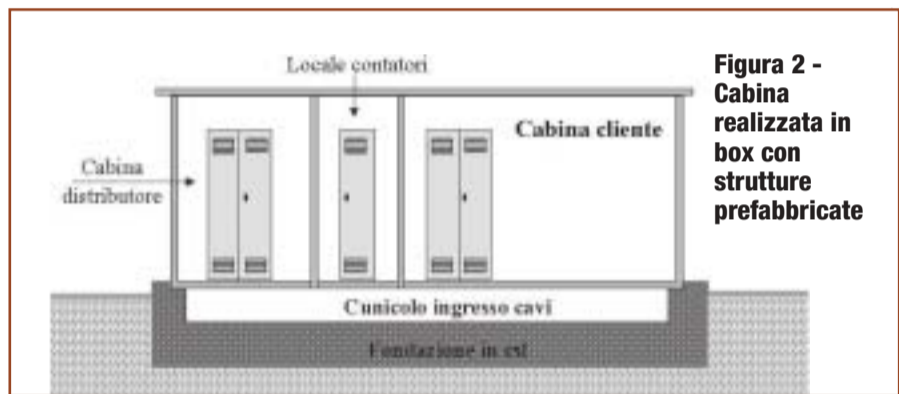 Locale contatori
Figura 2 -
Cabina
realizzata in
box con
strutture
prefabbricate
Cabina cliente
Cabina
distributore
Cunicolo ingresso cavi
Fondazione in